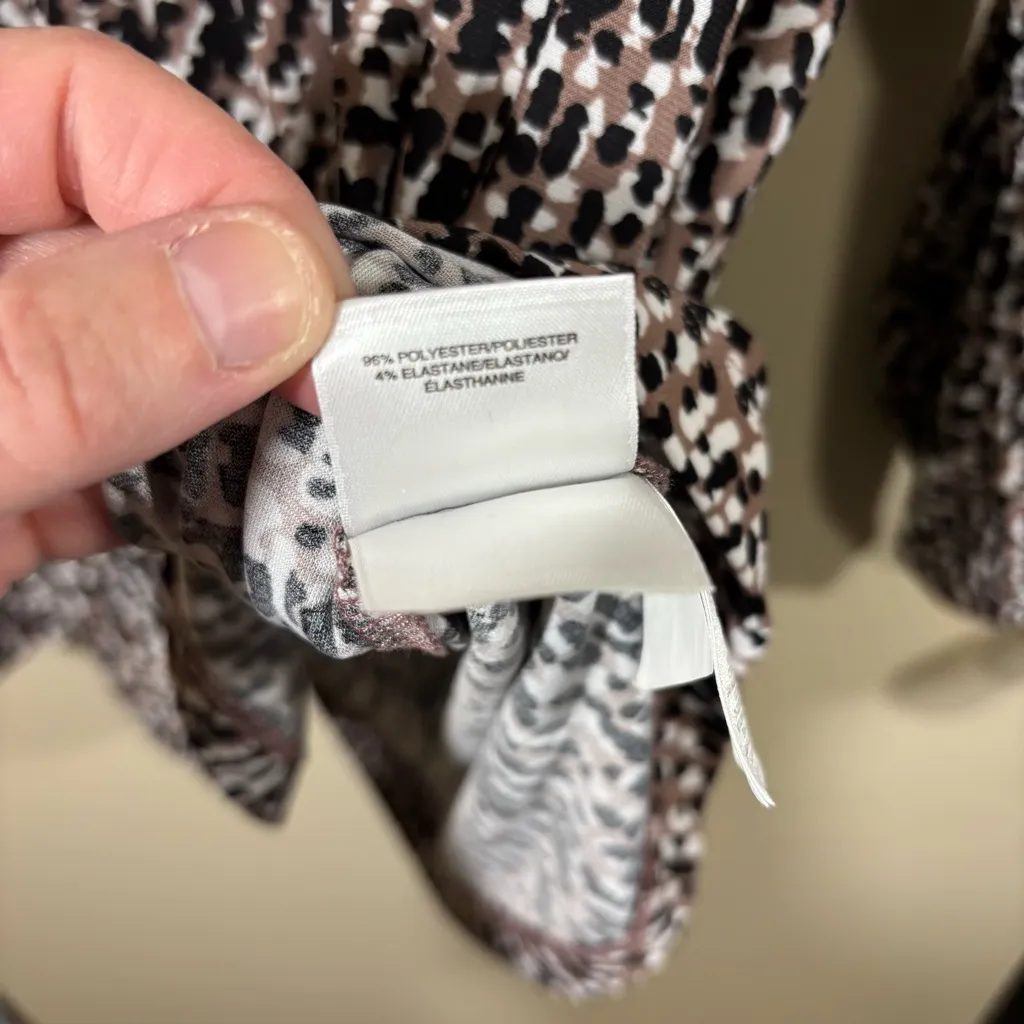 96% POLYESTER/POLIESTER
4% ELASTANE/ELASTANO/
ÉLASTHANNE